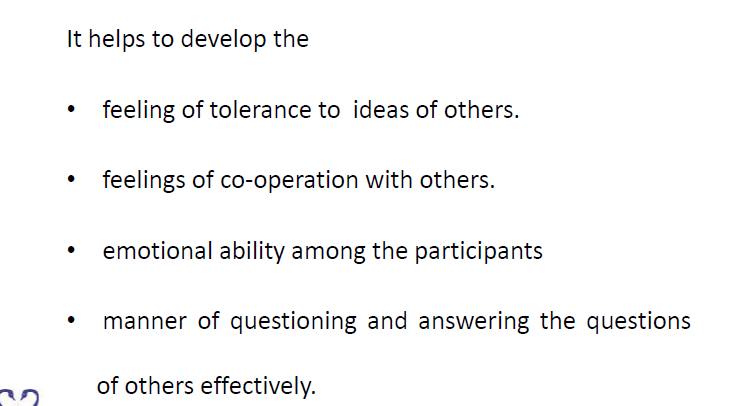 It helps to develop the
• feeling of tolerance to ideas of others.
• feelings of co-operation with others.
• emotional ability among the participants
• manner of questioning and answering the questions
of others effectively.